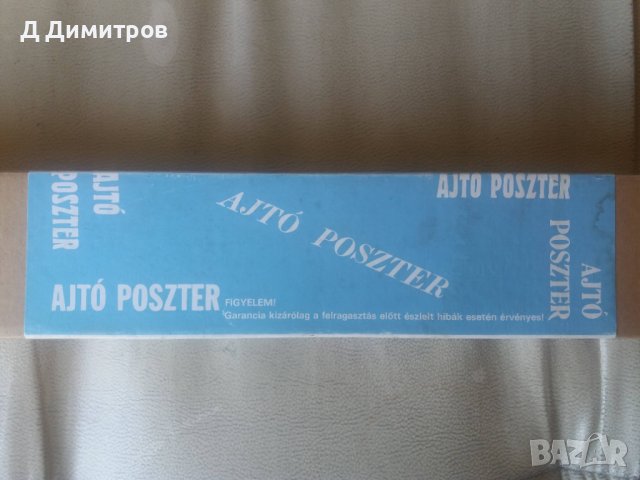 Д Димитров
AJTÓ
POSZTER
AJTÓ POSZTER
AJTÓ POSZTER
AJTÓ
POSZTER
AJTÓ POSZTER
FIGYELEM!
Garancia kizárólag a felragasztás előtt észlelt hibák esetén érvényes!
BAZAR